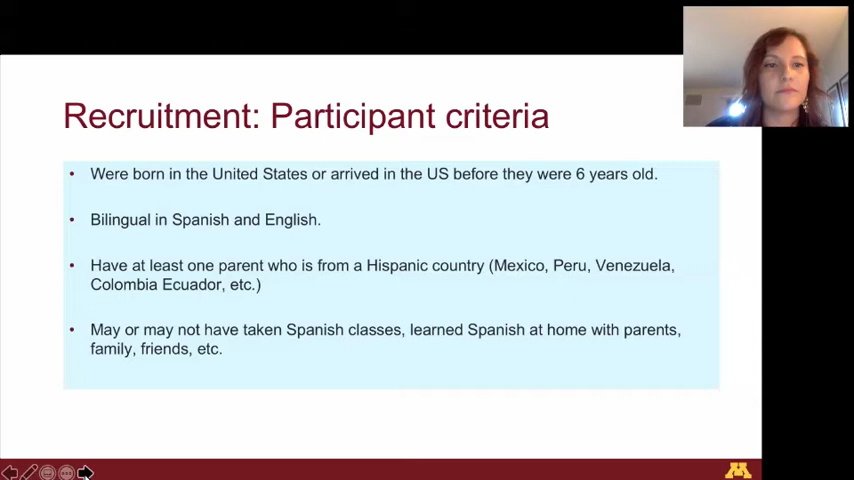 Recruitment: Participant criteria
• Were born in the United States or arrived in the US before they were 6 years old.
• Bilingual in Spanish and English.
• Have at least one parent who is from a Hispanic country (Mexico, Peru, Venezuela,
Colombia Ecuador, etc.)
• May or may not have taken Spanish classes, learned Spanish at home with parents,
family, friends, etc.
M